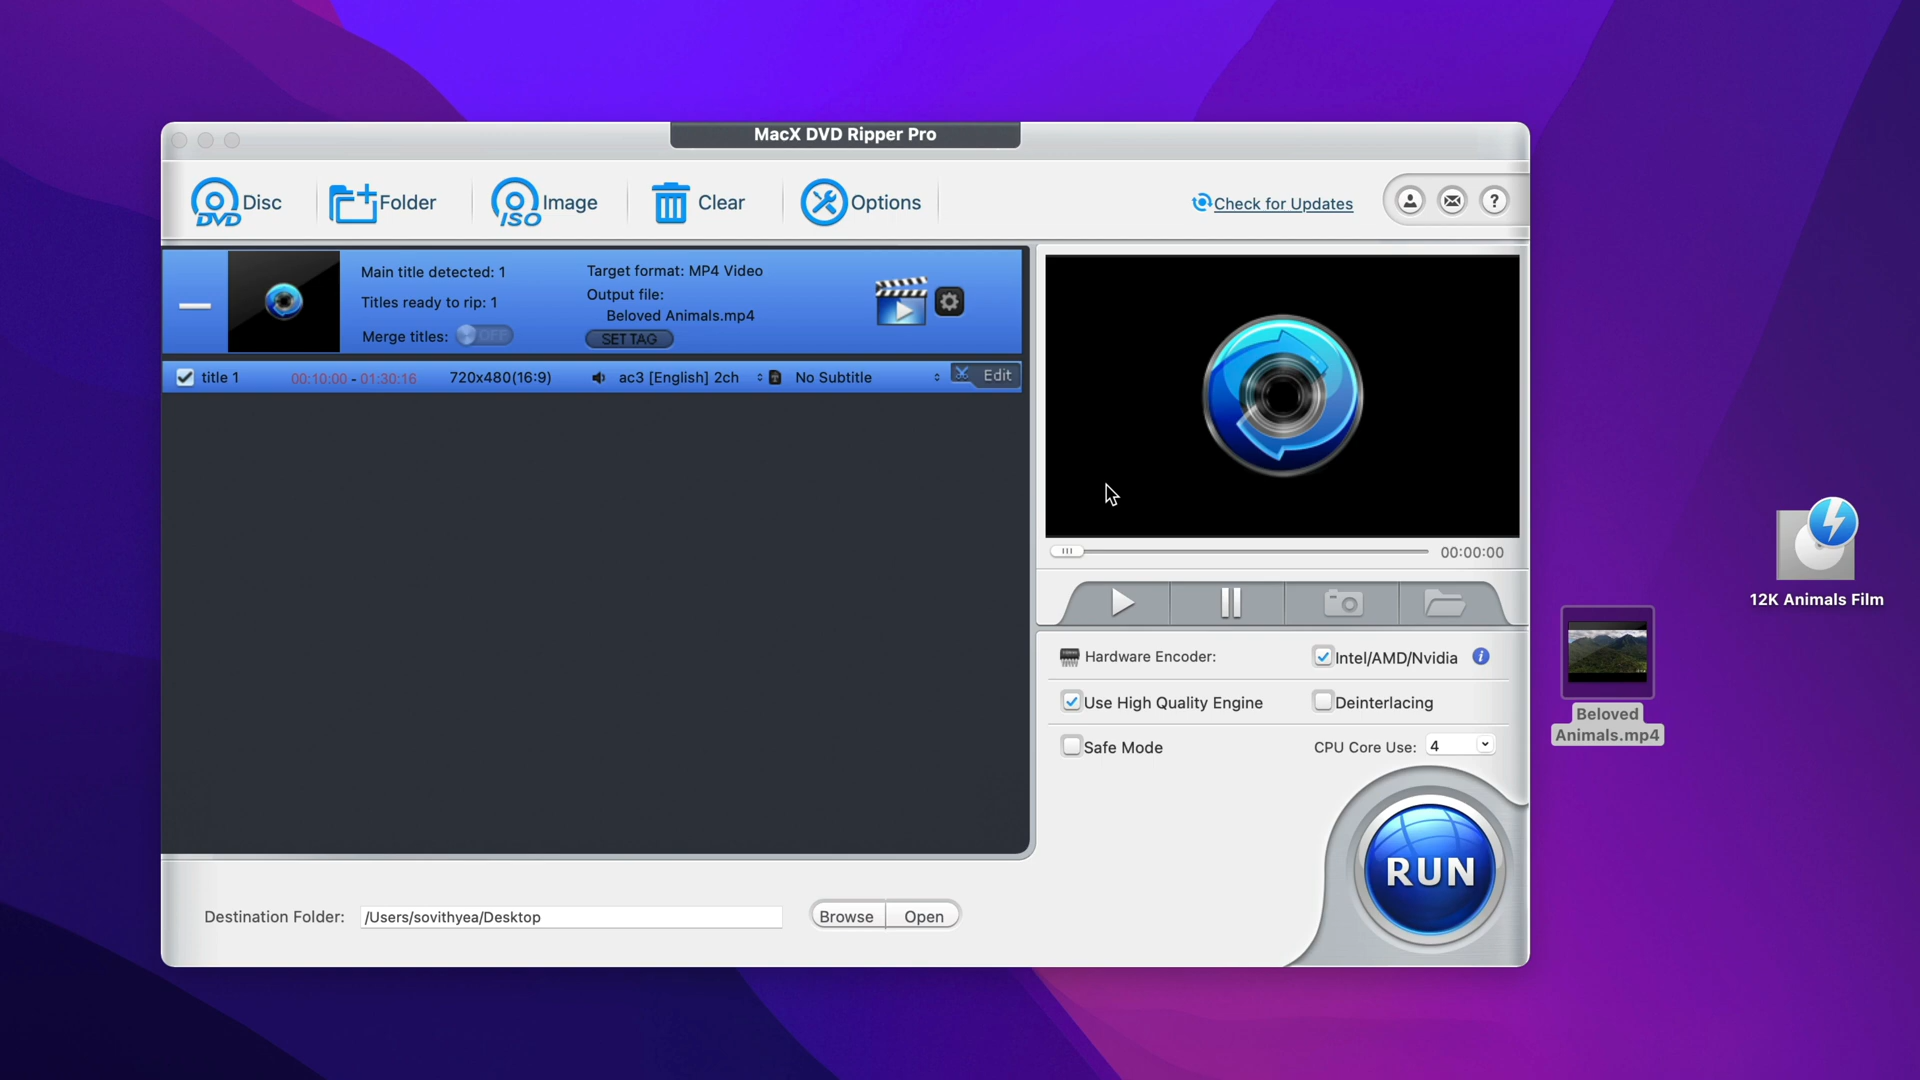 MacX DVD Ripper Pro
DVD Disc
Folder
ISO Image
Clear
Options
Check for Updates
?
Main title detected: 1
Titles ready to rip: 1
Merge titles: OFF
Target format: MP4 Video
Output file:
Beloved Animals.mp4
SET TAG
title 1 00:10:00 - 01:30:16 720x480(16:9) ac3 [English] 2ch No Subtitle Edit
00:00:00
Hardware Encoder: Intel/AMD/Nvidia i
Use High Quality Engine Deinterlacing
Safe Mode CPU Core Use: 4
RUN
Destination Folder: /Users/sovithyea/Desktop Browse Open
12K Animals Film
Beloved
Animals.mp4